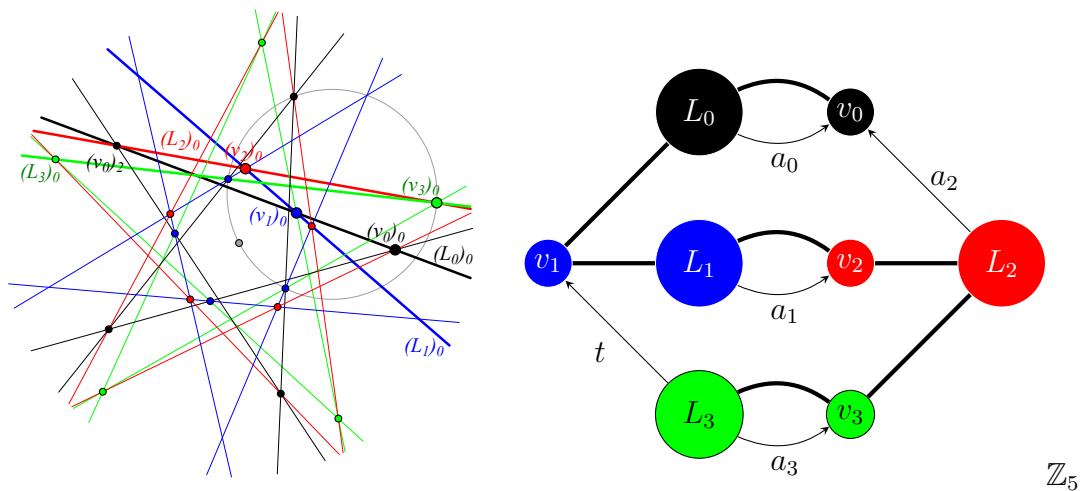 (L₂)₀
(v₀)₂
(v₂)₀
(L₃)₀
(v₃)₀
(v₁)₀
(v₀)₀
(L₀)₀
(L₁)₀
L₀
v₀
a₀
a₂
v₁
L₁
v₂
L₂
a₁
t
L₃
v₃
a₃
ℤ₅